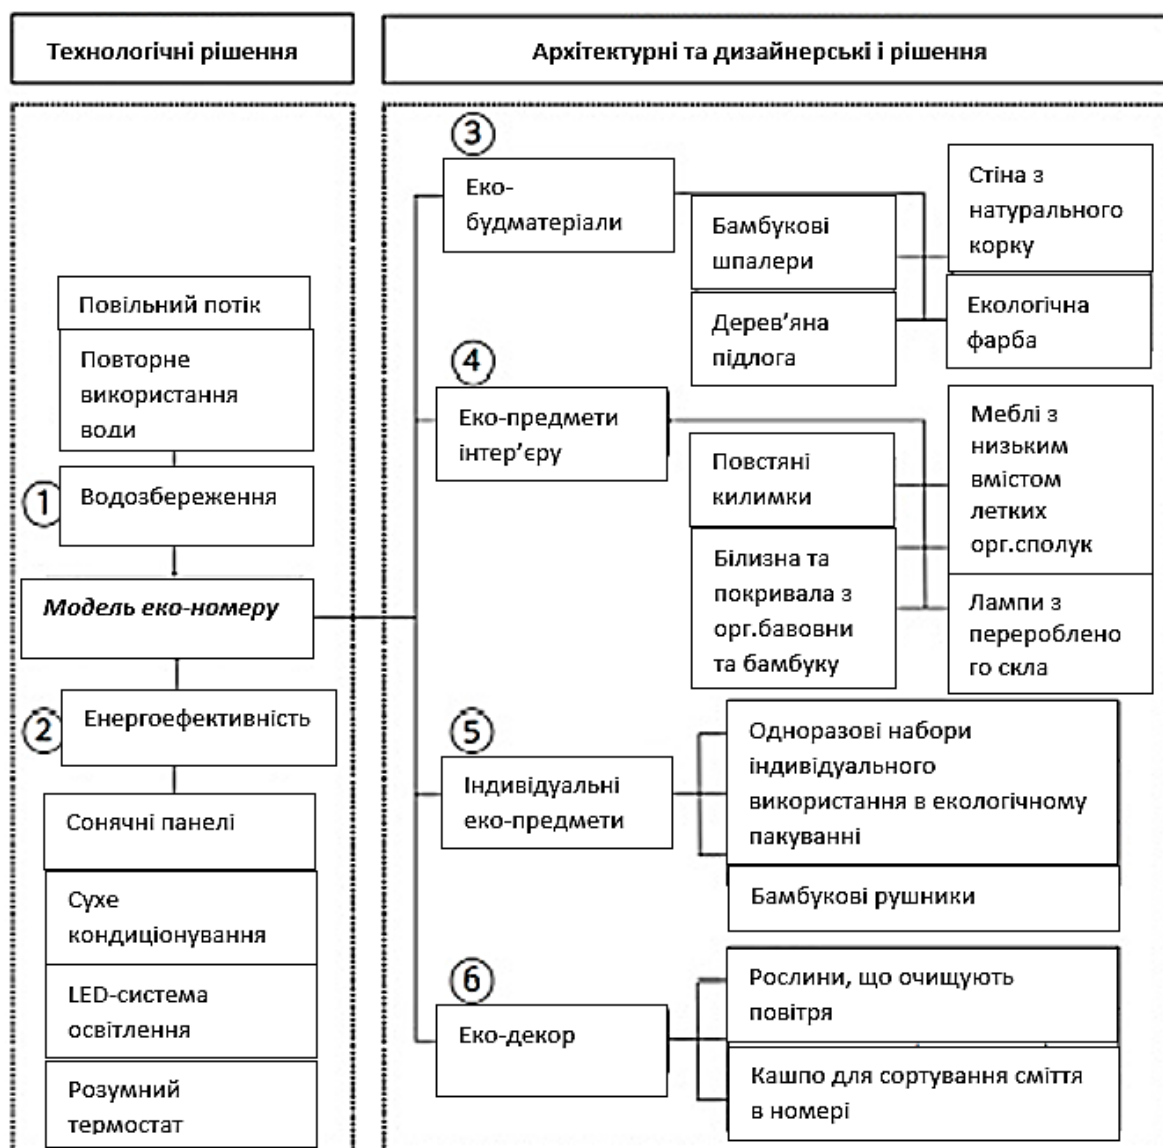 Технологічні рішення
Архітектурні та дизайнерські і рішення
Повільний потік
Повторне
використання
води
1
Водозбереження
Модель еко-номеру
2
Енергоефективність
Сонячні панелі
Сухе
кондиціонування
LED-система
освітлення
Розумний
термостат
3
Еко-
будматеріали
Бамбукові
шпалери
Дерев’яна
підлога
Стіна з
натурального
корку
Екологічна
фарба
4
Еко-предмети
інтер’єру
Повстяні
килимки
Білизна та
покривала з
орг.бавовни
та бамбуку
Меблі з
низьким
вмістом
летких
орг.сполук
Лампи з
переробленo
го скла
5
Індивідуальні
еко-предмети
Одноразові набори
індивідуального
використання в екологічному
пакуванні
Бамбукові рушники
6
Еко-декор
Рослини, що очищують
повітря
Кашпо для сортування сміття
в номері